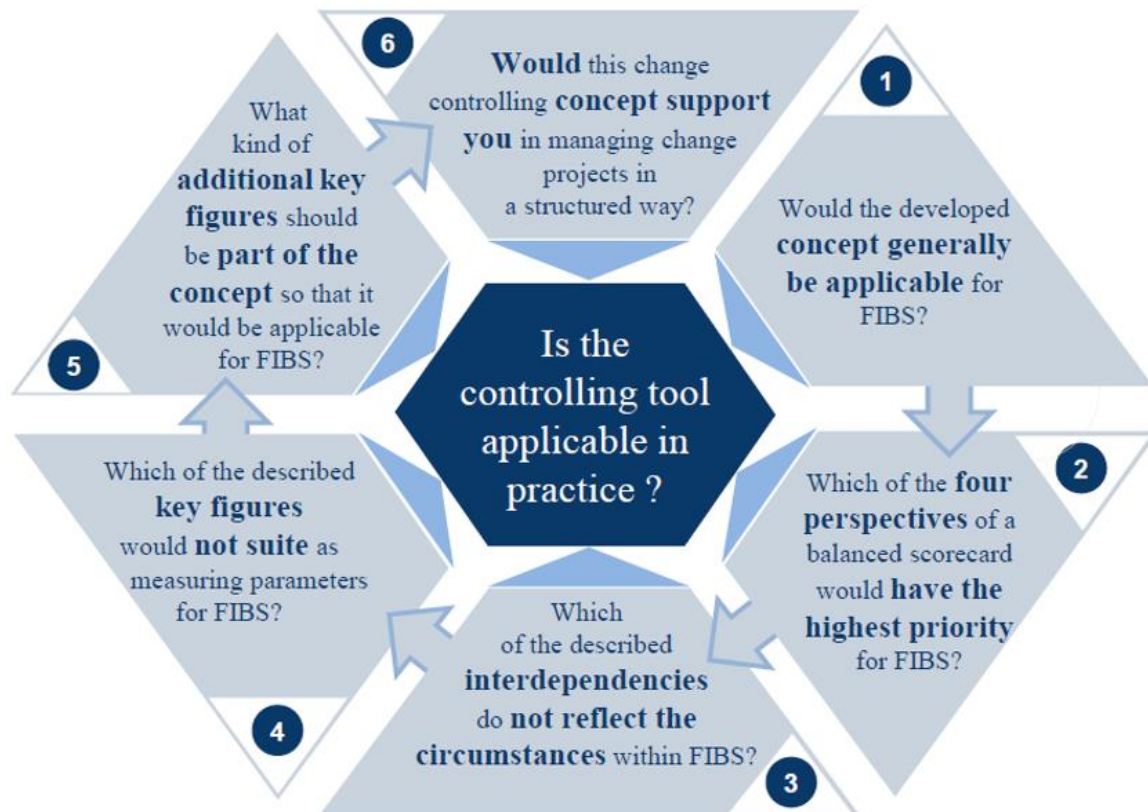 6
Would this change
controlling concept support
you in managing change
projects in
a structured way?
1
Would the developed
concept generally
be applicable for
FIBS?
2
Which of the four
perspectives of a
balanced scorecard
would have the
highest priority
for FIBS?
3
Which
of the described
interdependencies
do not reflect the
circumstances within FIBS?
4
Which of the described
key figures
would not suite as
measuring parameters
for FIBS?
5
What
kind of
additional key
figures should
be part of the
concept so that it
would be applicable
for FIBS?
Is the
controlling tool
applicable in
practice ?